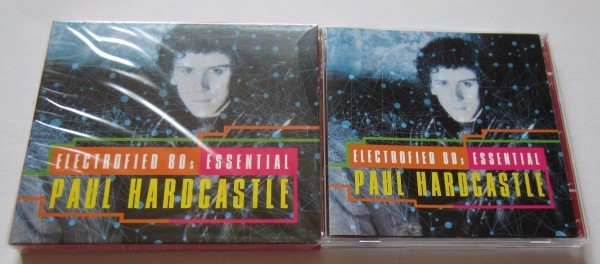 ELECTROFIED 80s ESSENTIAL
PAUL HARDCASTLE
ELECTROFIED 80s ESSENTIAL
PAUL HARDCASTLE